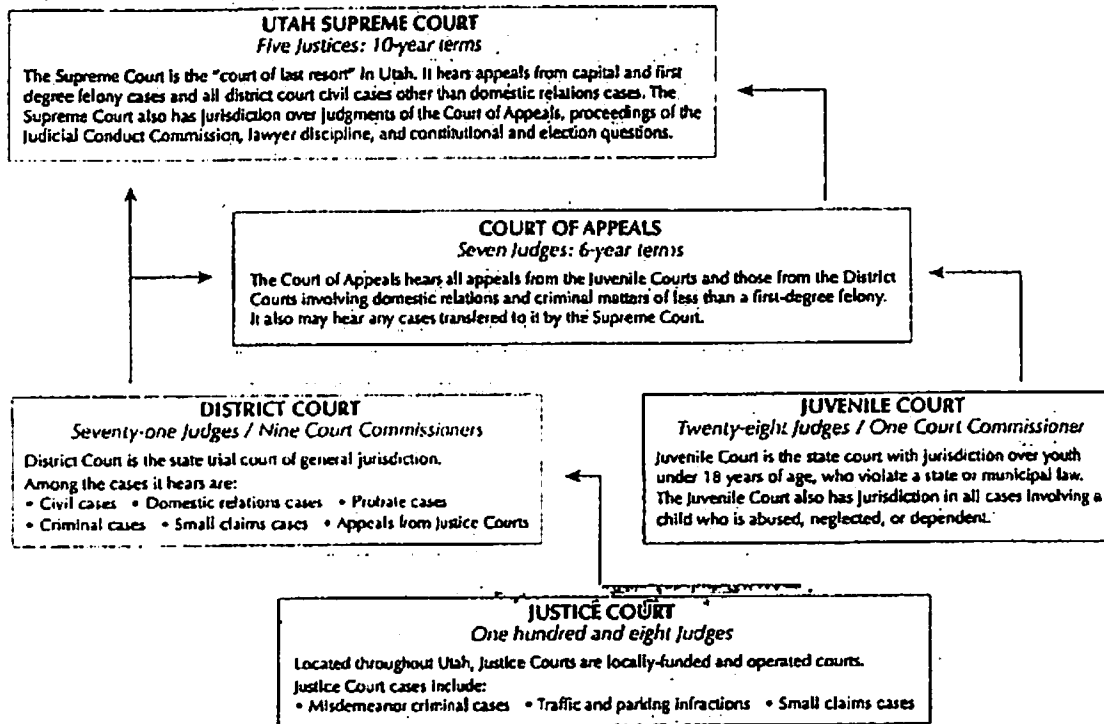 UTAH SUPREME COURT
Five Justices: 10-year terms
The Supreme Court is the "court of last resort" in Utah. It hears appeals from capital and first
degree felony cases and all district court civil cases other than domestic relations cases. The
Supreme Court also has jurisdiction over Judgments of the Court of Appeals, proceedings of the
Judicial Conduct Commission, lawyer discipline, and constitutional and election questions.
COURT OF APPEALS
Seven Judges: 6-year terms
The Court of Appeals hears all appeals from the Juvenile Courts and those from the District
Courts involving domestic relations and criminal matters of less than a first-degree felony.
It also may hear any cases transferred to it by the Supreme Court.
DISTRICT COURT
Seventy-one Judges / Nine Court Commissioners
District Court is the state trial court of general jurisdiction.
Among the cases it hears are:
• Civil cases • Domestic relations cases • Probate cases
• Criminal cases • Small claims cases • Appeals from Justice Courts
JUVENILE COURT
Twenty-eight Judges / One Court Commissioner
Juvenile Court is the state court with jurisdiction over youth
under 18 years of age, who violate a state or municipal law.
The Juvenile Court also has jurisdiction in all cases involving a
child who is abused, neglected, or dependent.
JUSTICE COURT
One hundred and eight Judges
Located throughout Utah, Justice Courts are locally-funded and operated courts.
Justice Court cases include:
• Misdemeanor criminal cases • Traffic and parking infractions • Small claims cases